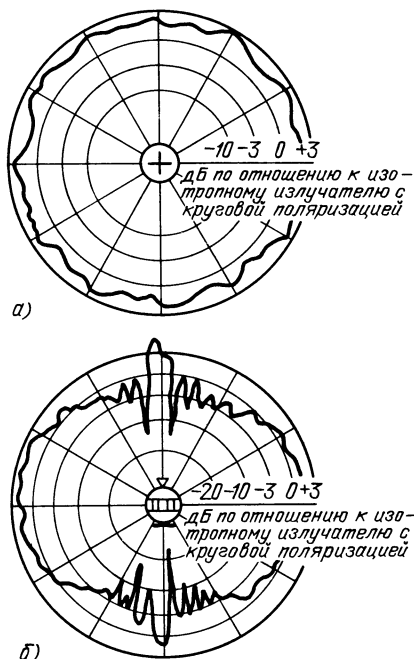 -10 -3 0 +3
дБ по отношению к изо-
тропному излучателю с
круговой поляризацией
а)
-20 -10 -3 0 +3
дБ по отношению к изо-
тропному излучателю с
круговой поляризацией
б)